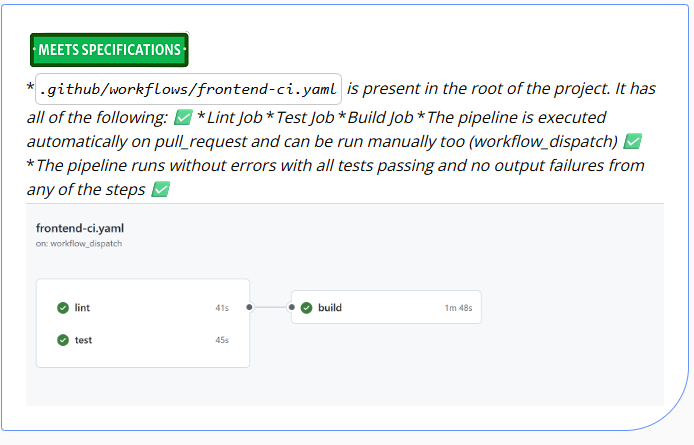 MEETS SPECIFICATIONS
* .github/workflows/frontend-ci.yaml is present in the root of the project. It has
all of the following: ✅ * Lint Job * Test Job * Build Job * The pipeline is executed
automatically on pull_request and can be run manually too (workflow_dispatch) ✅
* The pipeline runs without errors with all tests passing and no output failures from
any of the steps ✅
frontend-ci.yaml
on: workflow_dispatch
lint 41s
build 1m 48s
test 45s